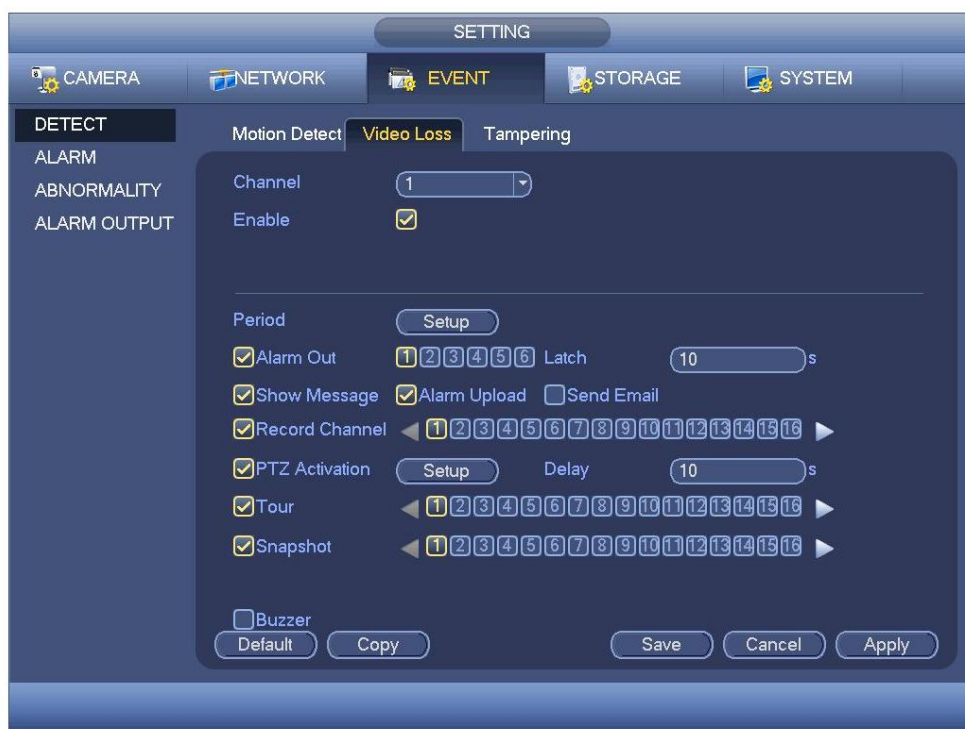 SETTING
CAMERA NETWORK EVENT STORAGE SYSTEM
DETECT
ALARM
ABNORMALITY
ALARM OUTPUT
Motion Detect Video Loss Tampering
Channel 1
Enable
Period Setup
Alarm Out 1 2 3 4 5 6 Latch 10 s
Show Message Alarm Upload Send Email
Record Channel 1 2 3 4 5 6 7 8 9 10 11 12 13 14 15 16
PTZ Activation Setup Delay 10 s
Tour 1 2 3 4 5 6 7 8 9 10 11 12 13 14 15 16
Snapshot 1 2 3 4 5 6 7 8 9 10 11 12 13 14 15 16
Buzzer
Default Copy Save Cancel Apply